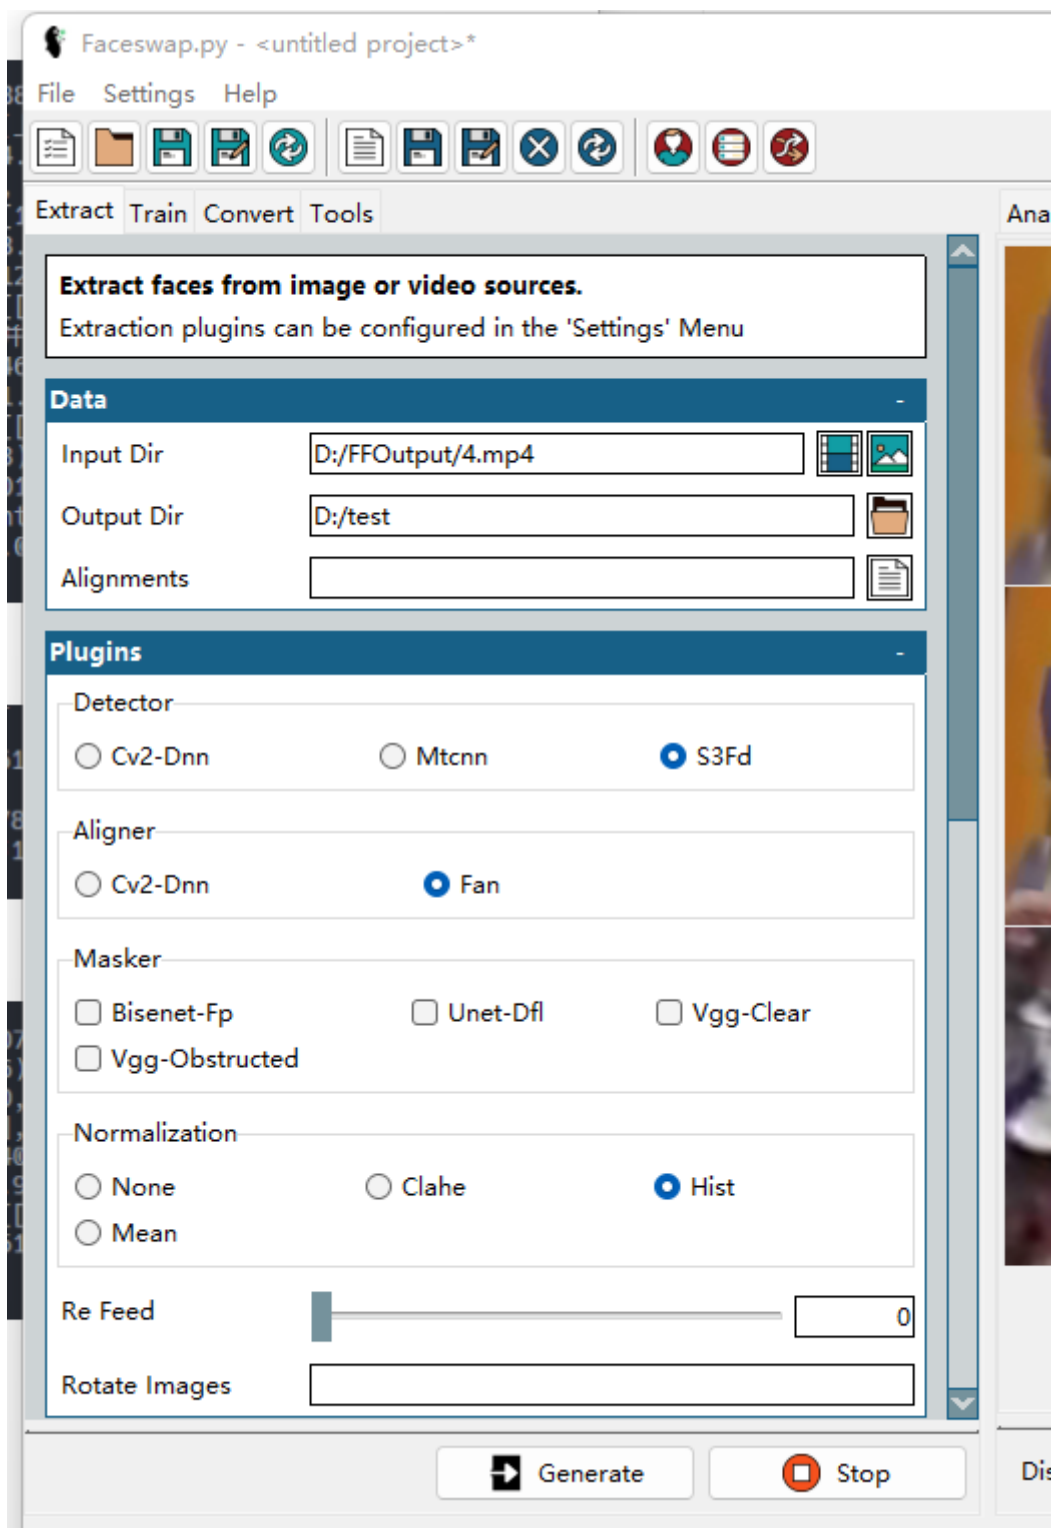 Faceswap.py - <untitled project>*
File Settings Help
Extract Train Convert Tools
Ana
Extract faces from image or video sources.
Extraction plugins can be configured in the 'Settings' Menu
Data -
Input Dir D:/FFOutput/4.mp4
Output Dir D:/test
Alignments
Plugins -
Detector
Cv2-Dnn Mtcnn S3Fd
Aligner
Cv2-Dnn Fan
Masker
Bisenet-Fp Unet-Dfl Vgg-Clear
Vgg-Obstructed
Normalization
None Clahe Hist
Mean
Re Feed 0
Rotate Images
Generate Stop
Dis